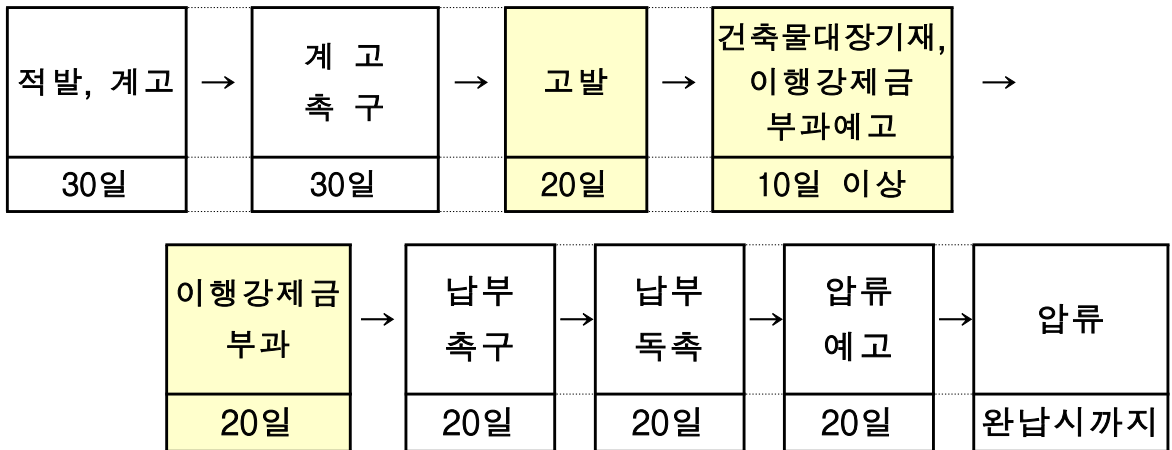 적발, 계고
→
계 고
촉 구
→
고발
→
건축물대장기재,
이행강제금
부과예고
→
30일
30일
20일
10일 이상
이행강제금
부과
→
납부
촉구
→
납부
독촉
→
압류
예고
→
압류
20일
20일
20일
20일
완납시까지